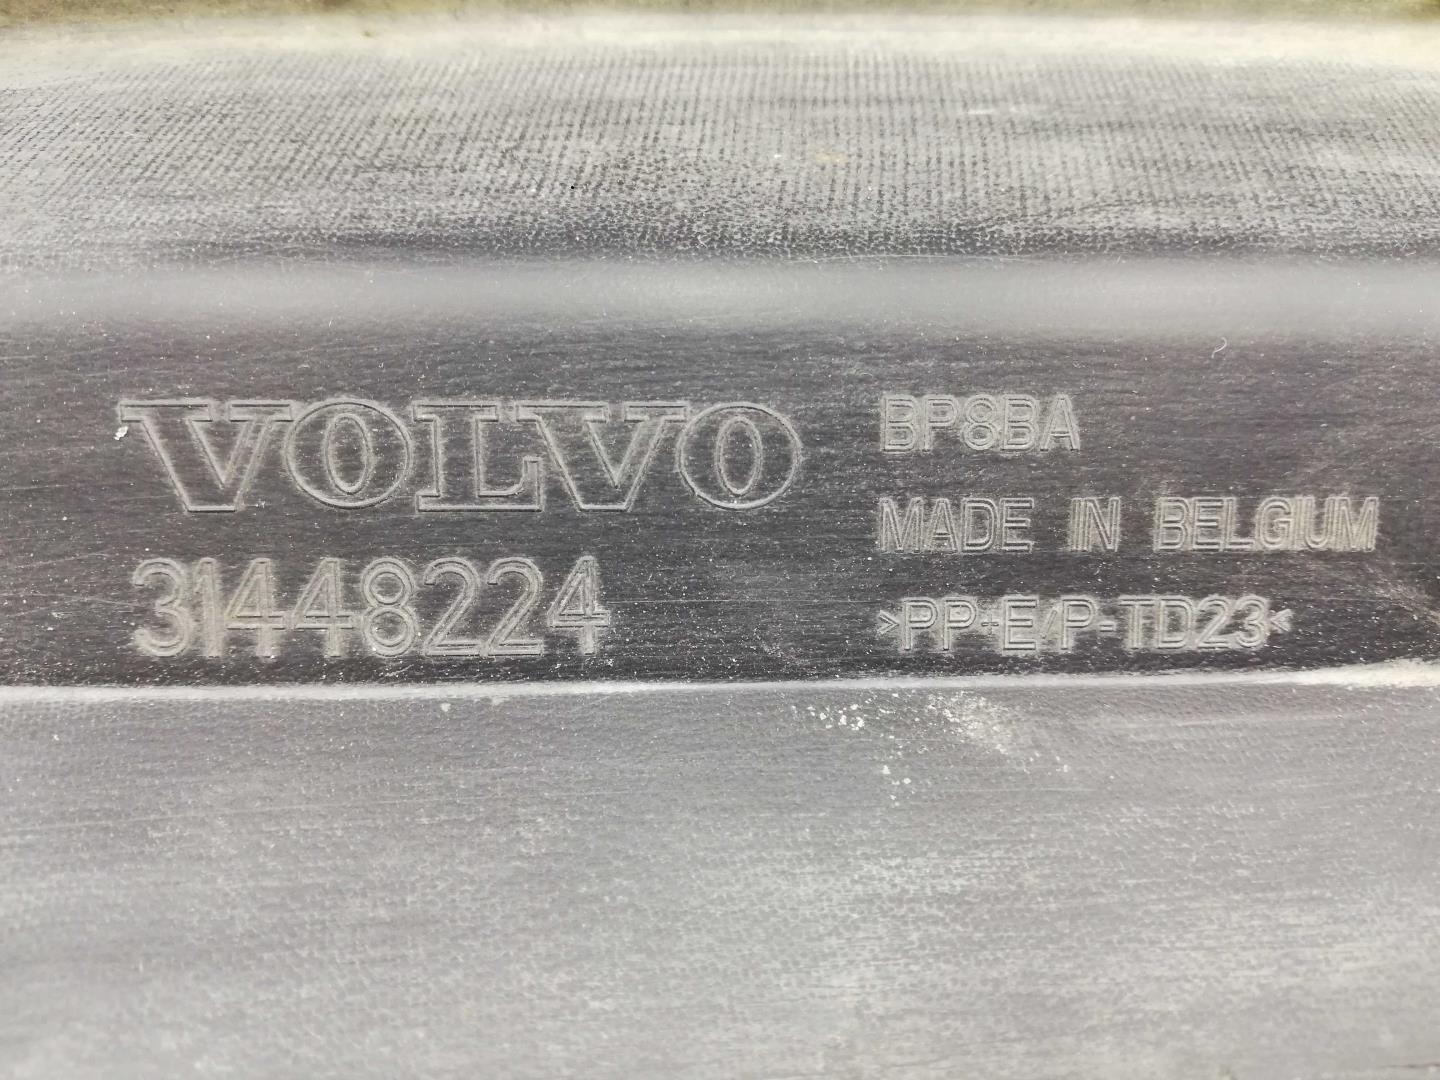 VOLVO
31448224
BP8BA
MADE IN BELGIUM
>PP+E/P-TD23<